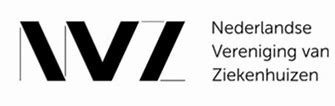 NVZ
Nederlandse
Vereniging van
Ziekenhuizen